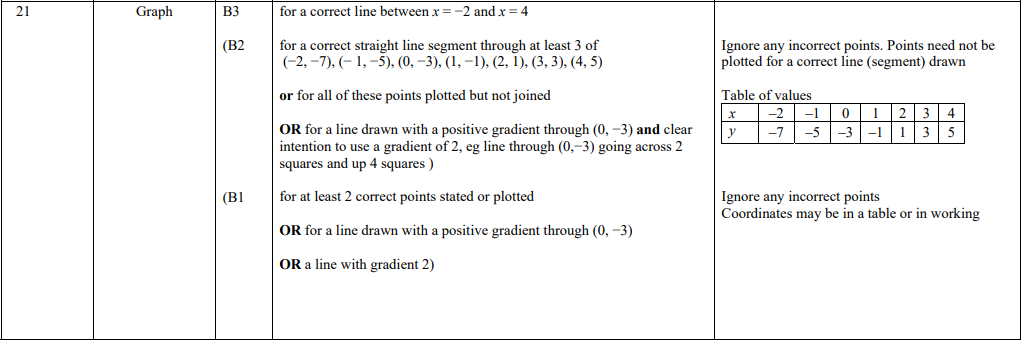 21 Graph B3 for a correct line between x = −2 and x = 4
(B2 for a correct straight line segment through at least 3 of Ignore any incorrect points. Points need not be
(−2, −7), (− 1, −5), (0, −3), (1, −1), (2, 1), (3, 3), (4, 5) plotted for a correct line (segment) drawn
or for all of these points plotted but not joined Table of values
x −2 −1 0 1 2 3 4
OR for a line drawn with a positive gradient through (0, −3) and clear y −7 −5 −3 −1 1 3 5
intention to use a gradient of 2, eg line through (0,−3) going across 2
squares and up 4 squares )
(B1 for at least 2 correct points stated or plotted Ignore any incorrect points
Coordinates may be in a table or in working
OR for a line drawn with a positive gradient through (0, −3)
OR a line with gradient 2)